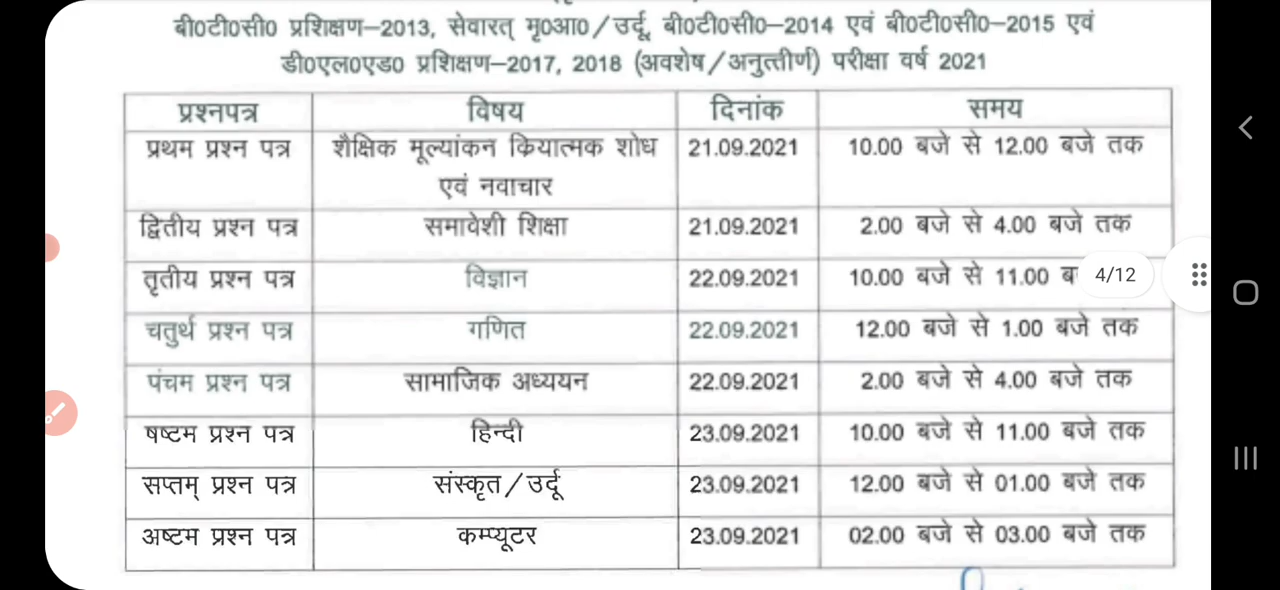 बी0टी0सी0 प्रशिक्षण–2013, सेवारत् मृ0आ0/उर्दू, बी0टी0सी0–2014 एवं बी0टी0सी0–2015 एवं
डी0एल0एड0 प्रशिक्षण–2017, 2018 (अवशेष/अनुत्तीर्ण) परीक्षा वर्ष 2021
प्रश्नपत्र विषय दिनांक समय
प्रथम प्रश्न पत्र शैक्षिक मूल्यांकन कियात्मक शोध 21.09.2021 10.00 बजे से 12.00 बजे तक
एवं नवाचार
द्वितीय प्रश्न पत्र समावेशी शिक्षा 21.09.2021 2.00 बजे से 4.00 बजे तक
तृतीय प्रश्न पत्र विज्ञान 22.09.2021 10.00 बजे से 11.00 4/12
चतुर्थ प्रश्न पत्र गणित 22.09.2021 12.00 बजे से 1.00 बजे तक
पंचम प्रश्न पत्र सामाजिक अध्ययन 22.09.2021 2.00 बजे से 4.00 बजे तक
षष्टम प्रश्न पत्र हिन्दी 23.09.2021 10.00 बजे से 11.00 बजे तक
सप्तम् प्रश्न पत्र संस्कृत/उर्दू 23.09.2021 12.00 बजे से 01.00 बजे तक
अष्टम प्रश्न पत्र कम्प्यूटर 23.09.2021 02.00 बजे से 03.00 बजे तक